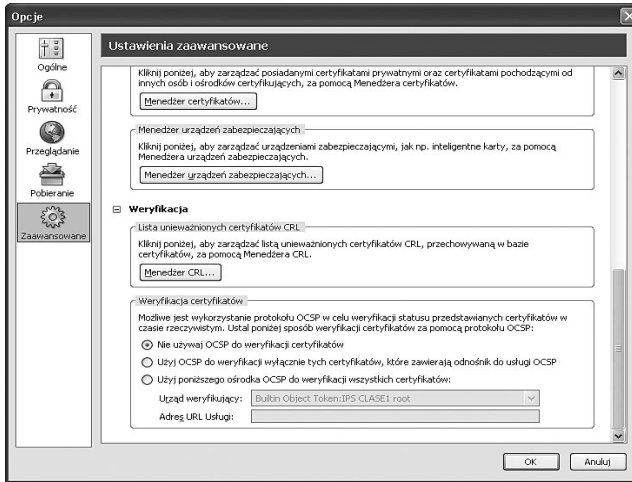 Opcje
Ustawienia zaawansowane
Ogólne
Prywatność
Przeglądanie
Pobieranie
Zaawansowane
Kliknij poniżej, aby zarządzać posiadanymi certyfikatami prywatnymi oraz certyfikatami pochodzącymi od
innych osób i ośrodków certyfikujących, za pomocą Menedżera certyfikatów.
Menedżer certyfikatów...
Menedżer urządzeń zabezpieczających
Kliknij poniżej, aby zarządzać urządzeniami zabezpieczającymi, jak np. inteligentne karty, za pomocą
Menedżera urządzeń zabezpieczających.
Menedżer urządzeń zabezpieczających...
Weryfikacja
Lista unieważnionych certyfikatów CRL
Kliknij poniżej, aby zarządzać listą unieważnionych certyfikatów CRL, przechowywaną w bazie
certyfikatów, za pomocą Menedżera CRL.
Menedżer CRL...
Weryfikacja certyfikatów
Możliwe jest wykorzystanie protokołu OCSP w celu weryfikacji statusu przedstawianych certyfikatów w
czasie rzeczywistym. Ustal poniżej sposób weryfikacji certyfikatów za pomocą protokołu OCSP:
Nie używaj OCSP do weryfikacji certyfikatów
Użyj OCSP do weryfikacji wyłącznie tych certyfikatów, które zawierają odnośnik do usługi OCSP
Użyj poniższego ośrodka OCSP do weryfikacji wszystkich certyfikatów:
Urząd weryfikujący: Builtin Object Token:IPS CLASE1 root
Adres URL Usługi:
OK Anuluj